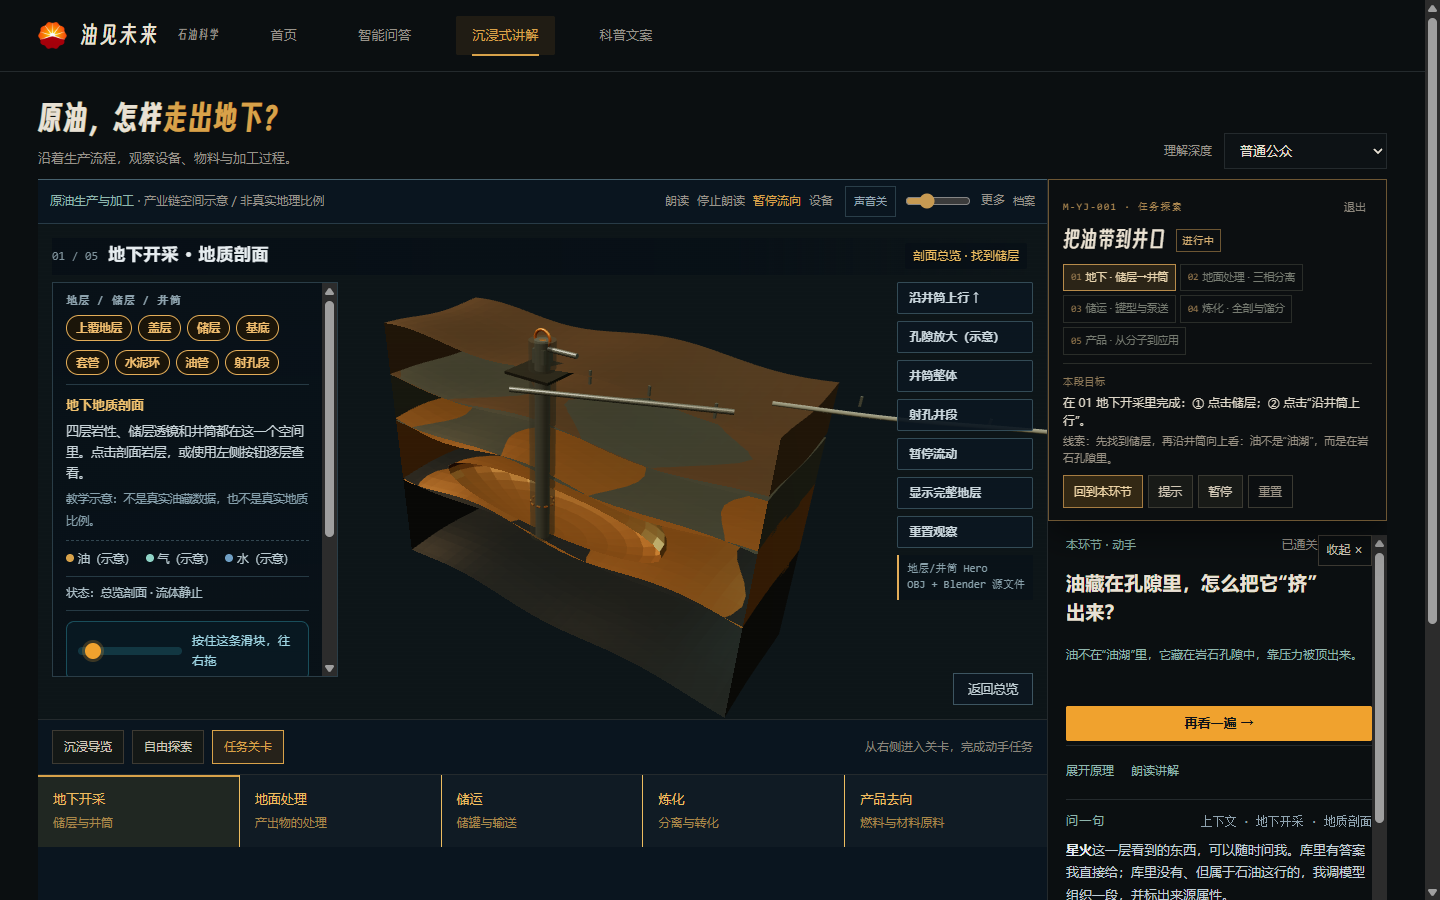 油见未来 石油科学 首页 智能问答 沉浸式讲解 科普文案
原油，怎样走出地下？
沿着生产流程，观察设备、物料与加工过程。
理解深度 普通公众
原油生产与加工 · 产业链空间示意 / 非真实地理比例
朗读 停止朗读 暂停流向 设备 声音关 更多 档案
01 / 05 地下开采 • 地质剖面
剖面总览 · 找到储层
地层 / 储层 / 井筒
上覆地层 盖层 储层 基底
套管 水泥环 油管 射孔段
地下地质剖面
四层岩性、储层透镜和井筒都在这一个空间
里。点击剖面岩层，或使用左侧按钮逐层查
看。
教学示意：不是真实油藏数据，也不是真实地质
比例。
油（示意） 气（示意） 水（示意）
状态：总览剖面 · 流体静止
按住这条滑块，往
右拖
沿井筒上行 ↑
孔隙放大（示意）
井筒整体
射孔井段
暂停流动
显示完整地层
重置观察
地层/井筒 Hero
OBJ + Blender 源文件
返回总览
沉浸导览 自由探索 任务关卡
从右侧进入关卡，完成动手任务
地下开采
储层与井筒
地面处理
产出物的处理
储运
储罐与输送
炼化
分离与转化
产品去向
燃料与材料原料
M-YJ-001 · 任务探索 退出
把油带到井口 进行中
01 地下 · 储层→井筒 02 地面处理 · 三相分离
03 储运 · 罐型与泵送 04 炼化 · 全剖与馏分
05 产品 · 从分子到应用
本段目标
在 01 地下开采里完成：① 点击储层；② 点击“沿井筒上
行”。
线索：先找到储层，再沿井筒向上看：油不是“油湖”，而是在岩
石孔隙里。
回到本环节 提示 暂停 重置
本环节 · 动手 已通关 收起 ×
油藏在孔隙里，怎么把它“挤”
出来？
油不在“油湖”里，它藏在岩石孔隙中，靠压力被顶出来。
再看一遍 →
展开原理 朗读讲解
问一句 上下文 · 地下开采 · 地质剖面
星火这一层看到的东西，可以随时问我。库里有答案
我直接给；库里没有、但属于石油这行的，我调模型
组织一段，并标出来源属性。